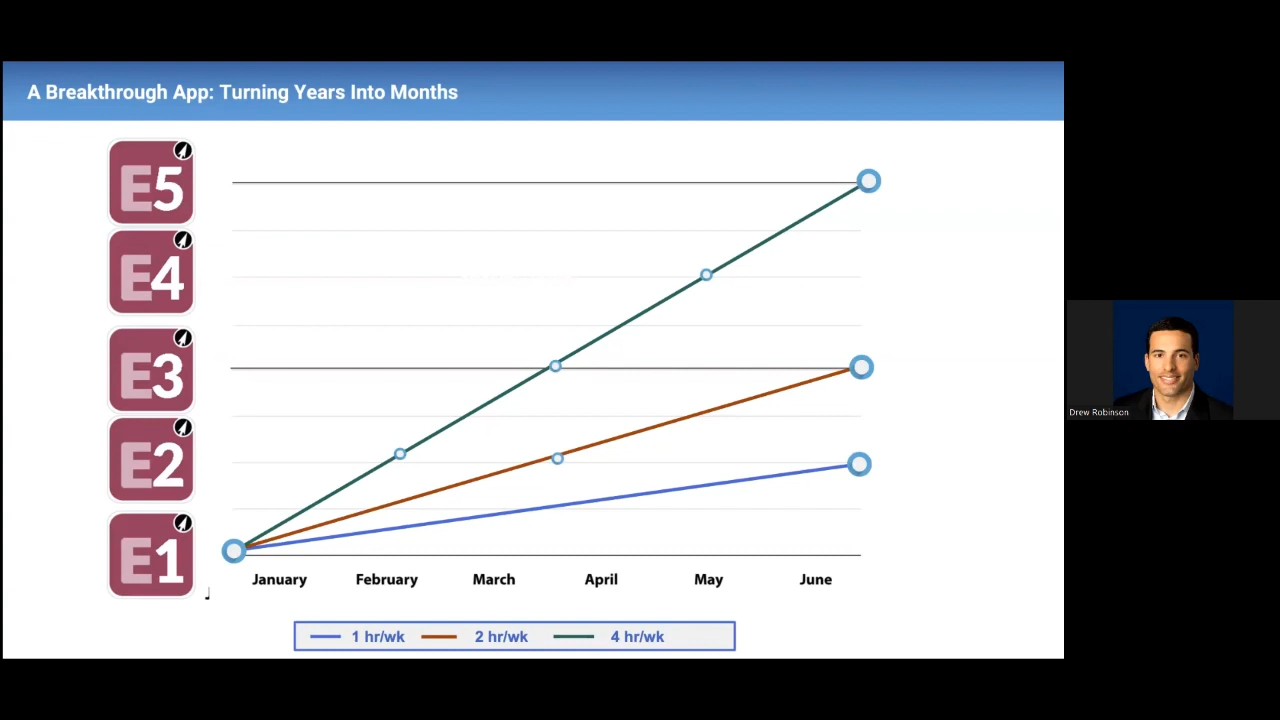 A Breakthrough App: Turning Years Into Months
E5
E4
E3
E2
E1
January February March April May June
1 hr/wk 2 hr/wk 4 hr/wk
Drew Robinson